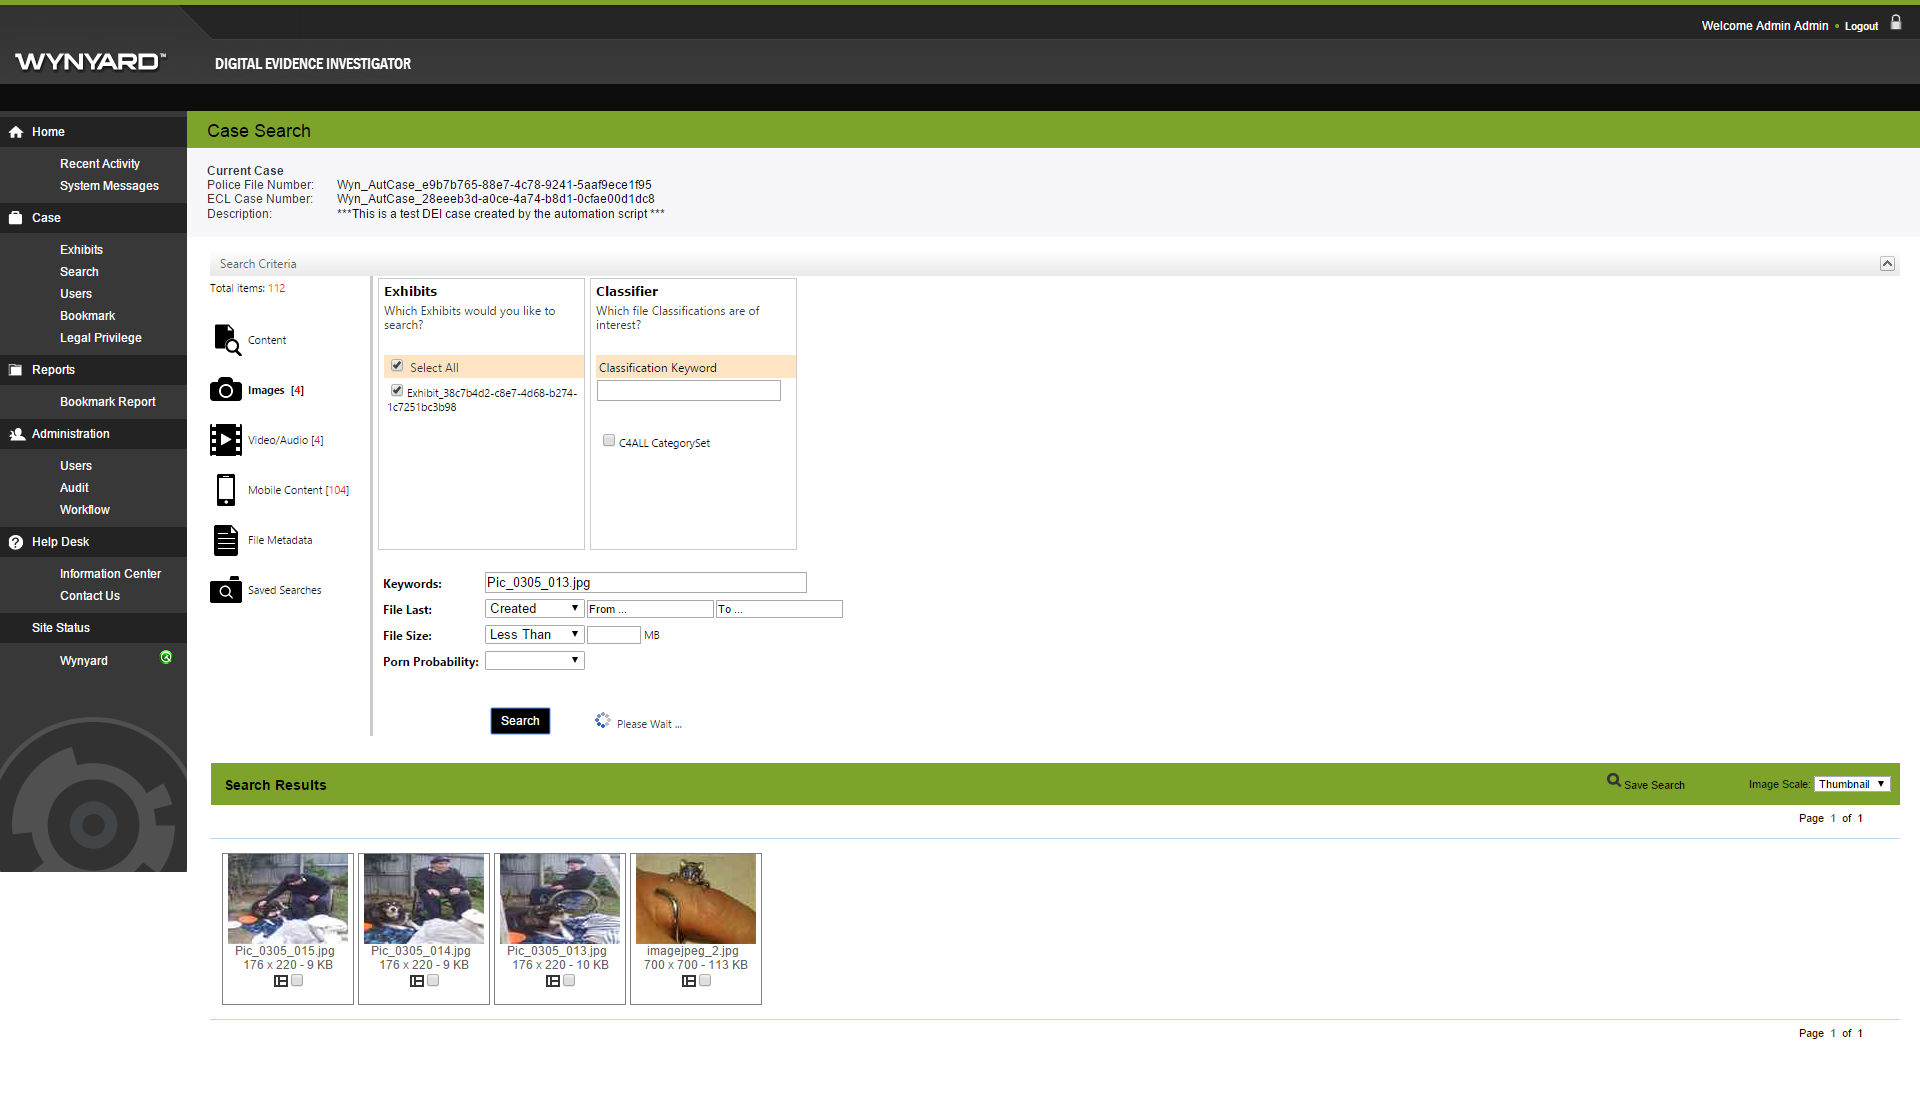 Welcome Admin Admin • Logout
WYNYARD™
DIGITAL EVIDENCE INVESTIGATOR
Home
Recent Activity
System Messages
Case
Exhibits
Search
Users
Bookmark
Legal Privilege
Reports
Bookmark Report
Administration
Users
Audit
Workflow
Help Desk
Information Center
Contact Us
Site Status
Wynyard
Case Search
Current Case
Police File Number: Wyn_AutCase_e9b7b765-88e7-4c78-9241-5aaf9ece1f95
ECL Case Number: Wyn_AutCase_28eeeb3d-a0ce-4a74-b8d1-0cfae00d1dc8
Description: ***This is a test DEI case created by the automation script ***
Search Criteria
Total items: 112
Content
Images [4]
Video/Audio [4]
Mobile Content [104]
File Metadata
Saved Searches
Exhibits
Which Exhibits would you like to
search?
Select All
Exhibit_38c7b4d2-c8e7-4d68-b274-
1c7251bc3b98
Classifier
Which file Classifications are of
interest?
Classification Keyword
C4ALL CategorySet
Keywords: Pic_0305_013.jpg
File Last: Created From ... To ...
File Size: Less Than MB
Porn Probability:
Search Please Wait ...
Search Results
Save Search
Image Scale: Thumbnail
Page 1 of 1
Pic_0305_015.jpg
176 x 220 - 9 KB
Pic_0305_014.jpg
176 x 220 - 9 KB
Pic_0305_013.jpg
176 x 220 - 10 KB
imagejpeg_2.jpg
700 x 700 - 113 KB
Page 1 of 1